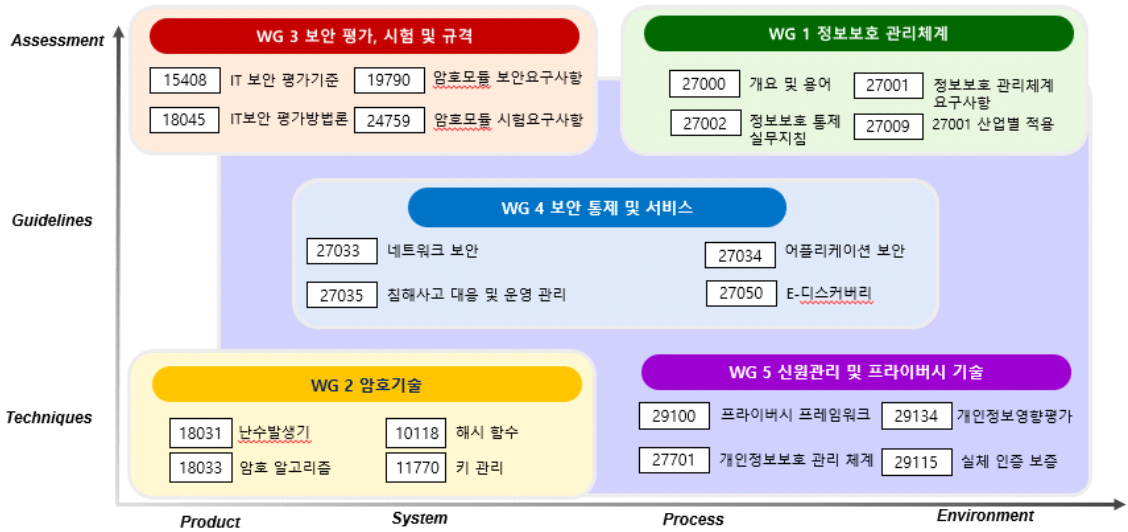 Assessment
WG 3 보안 평가, 시험 및 규격
15408 IT 보안 평가기준 19790 암호모듈 보안요구사항
18045 IT보안 평가방법론 24759 암호모듈 시험요구사항
WG 1 정보보호 관리체계
27000 개요 및 용어 27001 정보보호 관리체계
요구사항
27002 정보보호 통제
실무지침
27009 27001 산업별 적용
Guidelines
WG 4 보안 통제 및 서비스
27033 네트워크 보안 27034 어플리케이션 보안
27035 침해사고 대응 및 운영 관리 27050 E-디스커버리
Techniques
WG 2 암호기술
18031 난수발생기 10118 해시 함수
18033 암호 알고리즘 11770 키 관리
WG 5 신원관리 및 프라이버시 기술
29100 프라이버시 프레임워크 29134 개인정보영향평가
27701 개인정보보호 관리 체계 29115 실체 인증 보증
Product System Process Environment